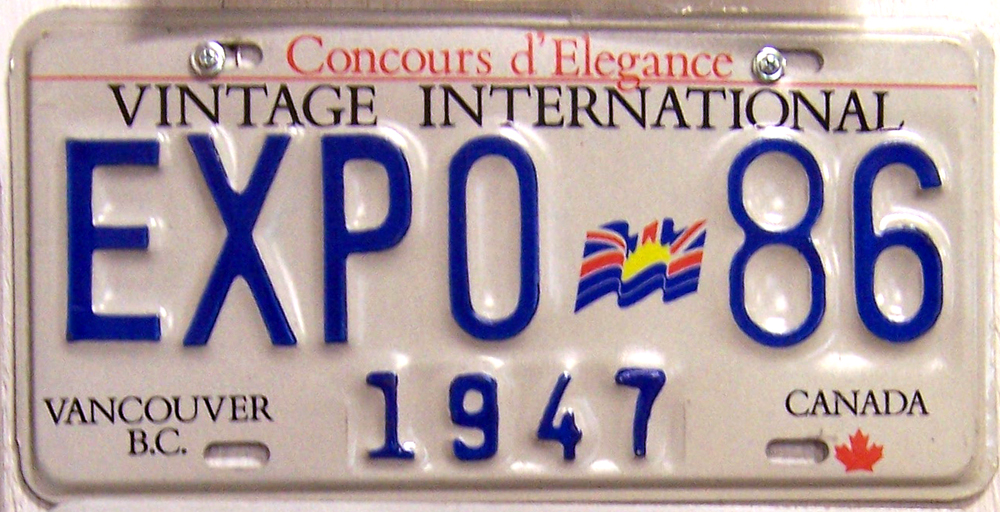 Concours d'Elegance
VINTAGE INTERNATIONAL
EXPO 86
1947
VANCOUVER
B.C.
CANADA